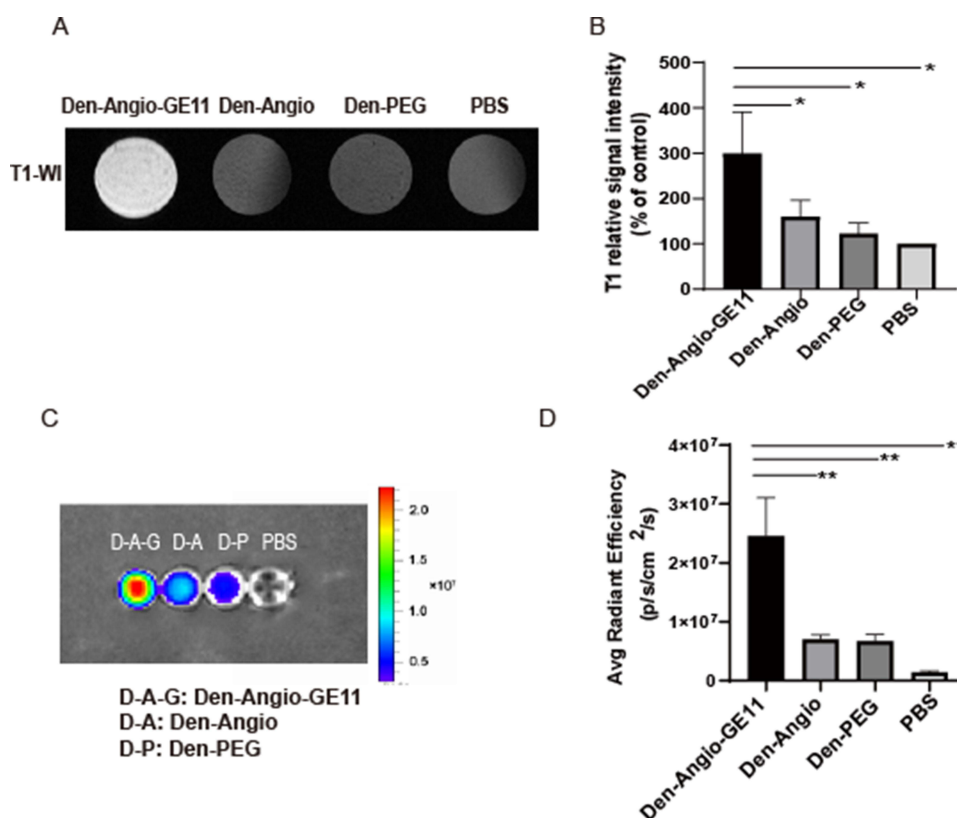 A
Den-Angio-GE11 Den-Angio Den-PEG PBS
T1-WI
B
T1 relative signal intensity
(% of control)
500
400
300
200
100
0
*
*
*
Den-Angio-GE11
Den-Angio
Den-PEG
PBS
C
D-A-G D-A D-P PBS
2.0
1.5
×10⁷
1.0
0.5
D-A-G: Den-Angio-GE11
D-A: Den-Angio
D-P: Den-PEG
D
Avg Radiant Efficiency
(p/s/cm²/s)
4×10⁷
3×10⁷
2×10⁷
1×10⁷
0
*
**
**
Den-Angio-GE11
Den-Angio
Den-PEG
PBS